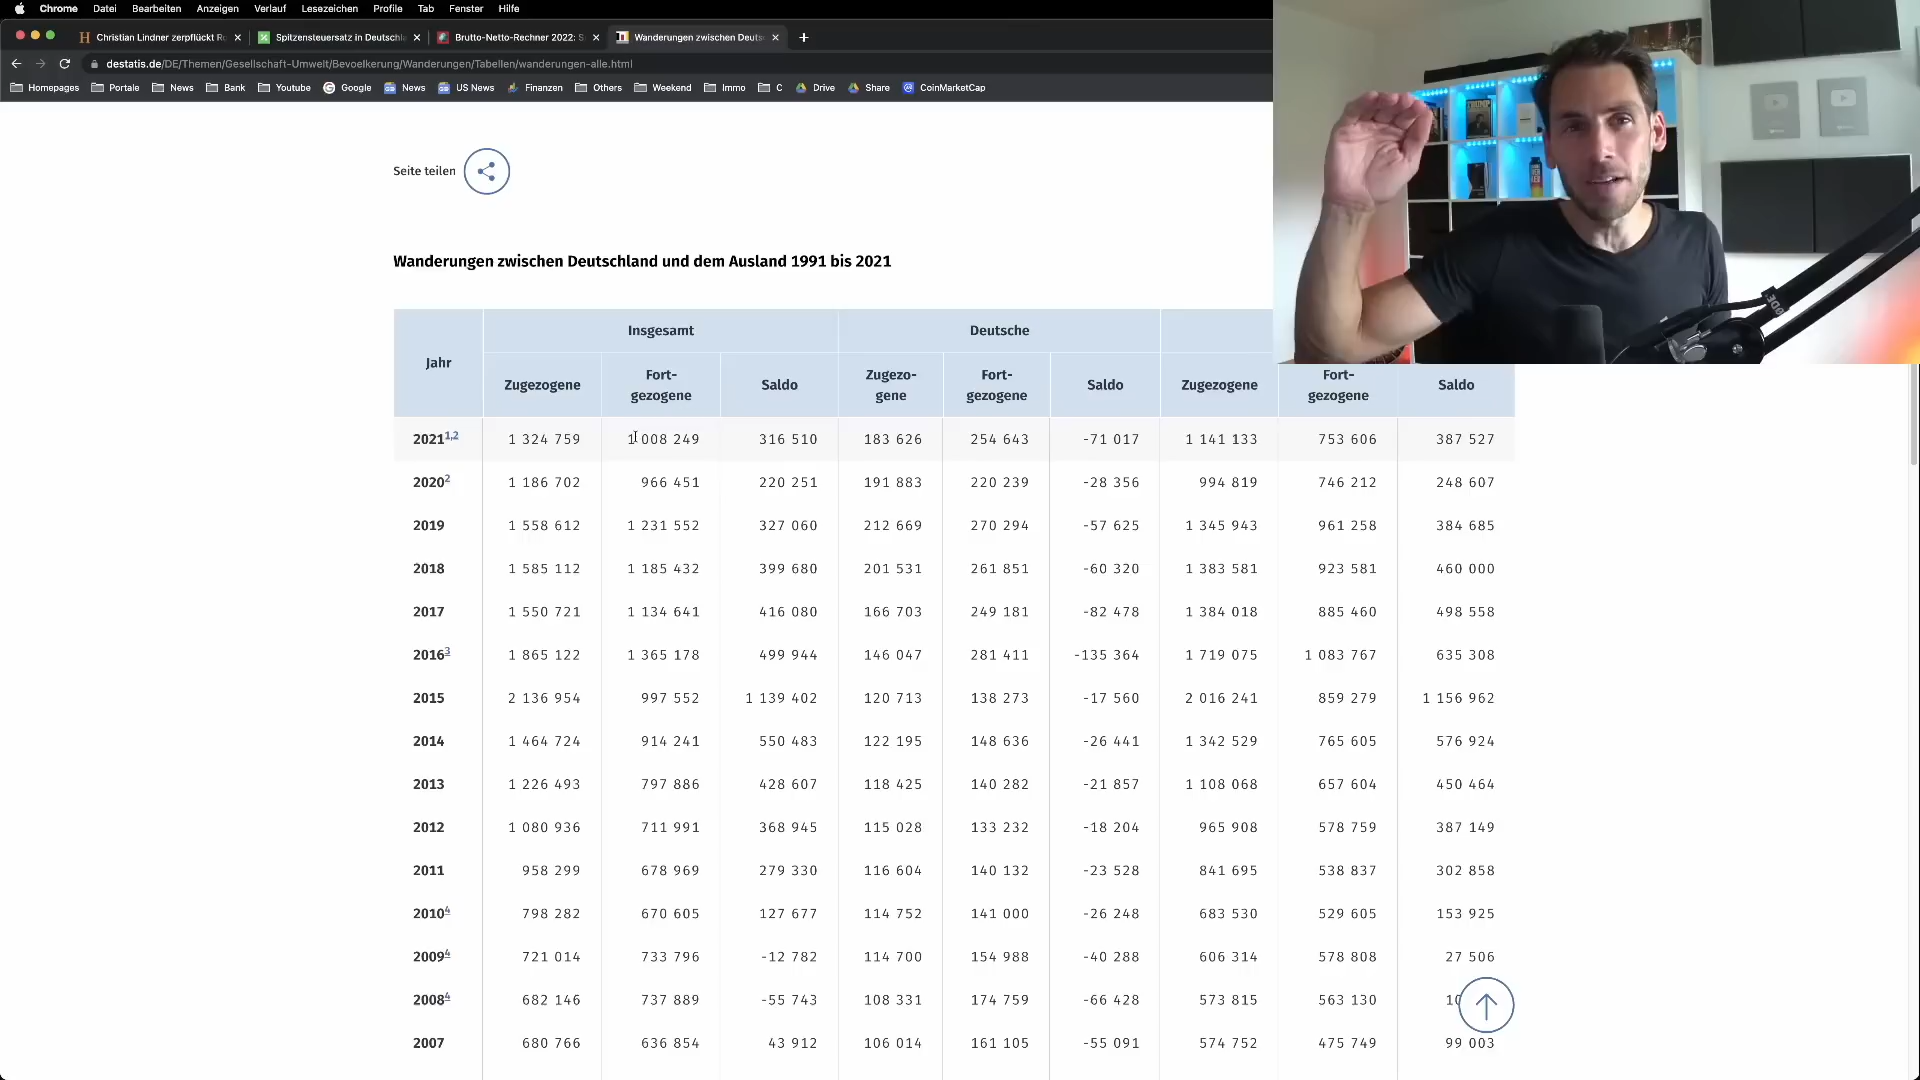 Chrome Datei Bearbeiten Anzeigen Verlauf Lesezeichen Profile Tab Fenster Hilfe
Christian Lindner zerpflückt Ro Spitzensteuersatz in Deutschla Brutto-Netto-Rechner 2022: S Wanderungen zwischen Deutsc
destatis.de/DE/Themen/Gesellschaft-Umwelt/Bevoelkerung/Wanderungen/Tabellen/wanderungen-alle.html
Homepages Portale News Bank Youtube Google News US News Finanzen Others Weekend Immo C Drive Share CoinMarketCap
TRUMP
RODE
Seite teilen
Wanderungen zwischen Deutschland und dem Ausland 1991 bis 2021
Jahr Insgesamt Deutsche
Zugezogene Fort-gezogene Saldo Zugezo-gene Fort-gezogene Saldo Zugezogene Fort-gezogene Saldo
2021 1,2 1 324 759 1 008 249 316 510 183 626 254 643 -71 017 1 141 133 753 606 387 527
2020 2 1 186 702 966 451 220 251 191 883 220 239 -28 356 994 819 746 212 248 607
2019 1 558 612 1 231 552 327 060 212 669 270 294 -57 625 1 345 943 961 258 384 685
2018 1 585 112 1 185 432 399 680 201 531 261 851 -60 320 1 383 581 923 581 460 000
2017 1 550 721 1 134 641 416 080 166 703 249 181 -82 478 1 384 018 885 460 498 558
2016 3 1 865 122 1 365 178 499 944 146 047 281 411 -135 364 1 719 075 1 083 767 635 308
2015 2 136 954 997 552 1 139 402 120 713 138 273 -17 560 2 016 241 859 279 1 156 962
2014 1 464 724 914 241 550 483 122 195 148 636 -26 441 1 342 529 765 605 576 924
2013 1 226 493 797 886 428 607 118 425 140 282 -21 857 1 108 068 657 604 450 464
2012 1 080 936 711 991 368 945 115 028 133 232 -18 204 965 908 578 759 387 149
2011 958 299 678 969 279 330 116 604 140 132 -23 528 841 695 538 837 302 858
2010 4 798 282 670 605 127 677 114 752 141 000 -26 248 683 530 529 605 153 925
2009 4 721 014 733 796 -12 782 114 700 154 988 -40 288 606 314 578 808 27 506
2008 4 682 146 737 889 -55 743 108 331 174 759 -66 428 573 815 563 130
2007 680 766 636 854 43 912 106 014 161 105 -55 091 574 752 475 749 99 003